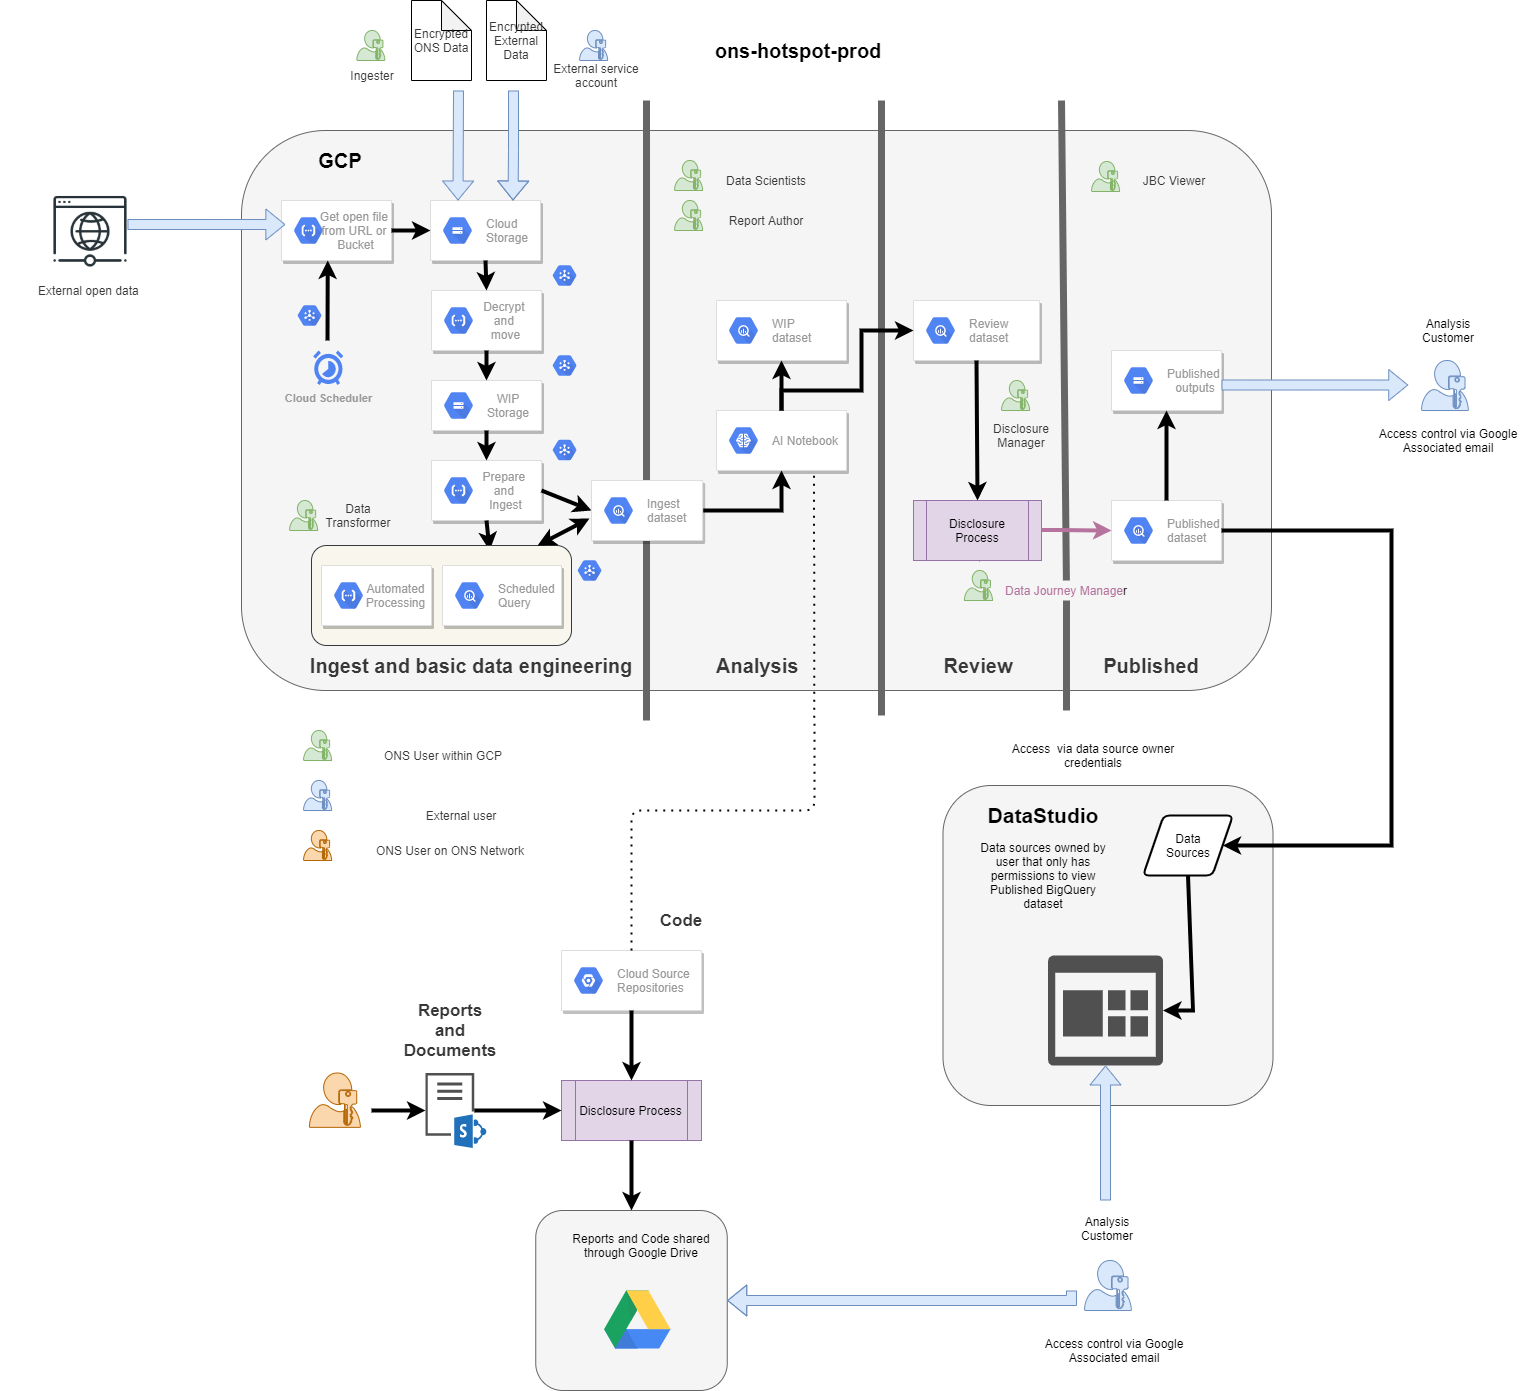 ons-hotspot-prod
Encrypted
ONS Data
Encrypted
External
Data
Ingester
External service
account
GCP
External open data
Get open file
from URL or
Bucket
Cloud
Storage
Decrypt
and
move
Cloud Scheduler
WIP
Storage
Prepare
and
Ingest
Data
Transformer
Ingest
dataset
Automated
Processing
Scheduled
Query
Ingest and basic data engineering
Data Scientists
Report Author
WIP
dataset
AI Notebook
Analysis
Review
dataset
Disclosure
Manager
Disclosure
Process
Data Journey Manager
Review
JBC Viewer
Published
outputs
Published
dataset
Published
Analysis
Customer
Access control via Google
Associated email
ONS User within GCP
External user
ONS User on ONS Network
Access  via data source owner
credentials
DataStudio
Data sources owned by
user that only has
permissions to view
Published BigQuery
dataset
Data
Sources
Code
Cloud Source
Repositories
Reports
and
Documents
S
Disclosure Process
Reports and Code shared
through Google Drive
Analysis
Customer
Access control via Google
Associated email